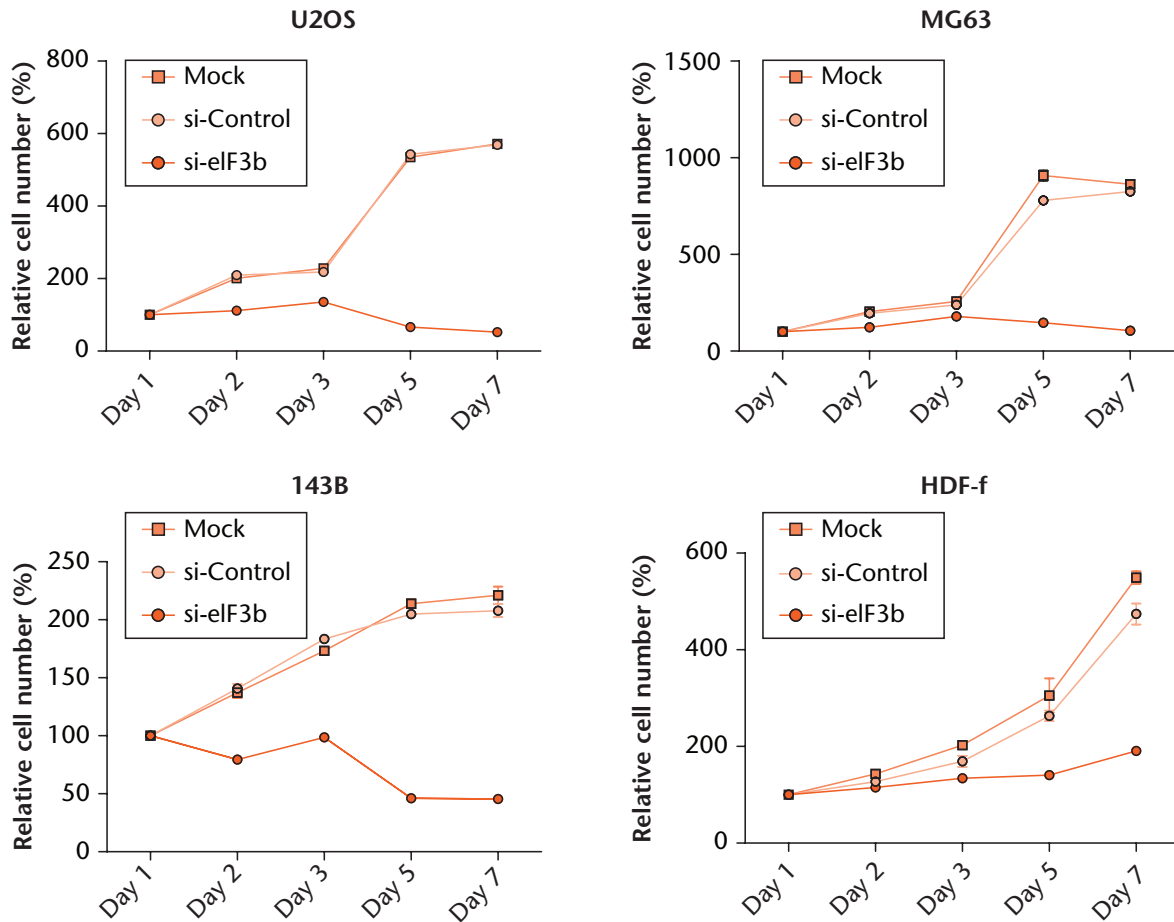 U2OS
Relative cell number (%)
800
600
400
200
0
Mock
si-Control
si-eIF3b
Day 1
Day 2
Day 3
Day 5
Day 7
MG63
Relative cell number (%)
1500
1000
500
0
Mock
si-Control
si-eIF3b
Day 1
Day 2
Day 3
Day 5
Day 7
143B
Relative cell number (%)
250
200
150
100
50
0
Mock
si-Control
si-eIF3b
Day 1
Day 2
Day 3
Day 5
Day 7
HDF-f
Relative cell number (%)
600
400
200
0
Mock
si-Control
si-eIF3b
Day 1
Day 2
Day 3
Day 5
Day 7